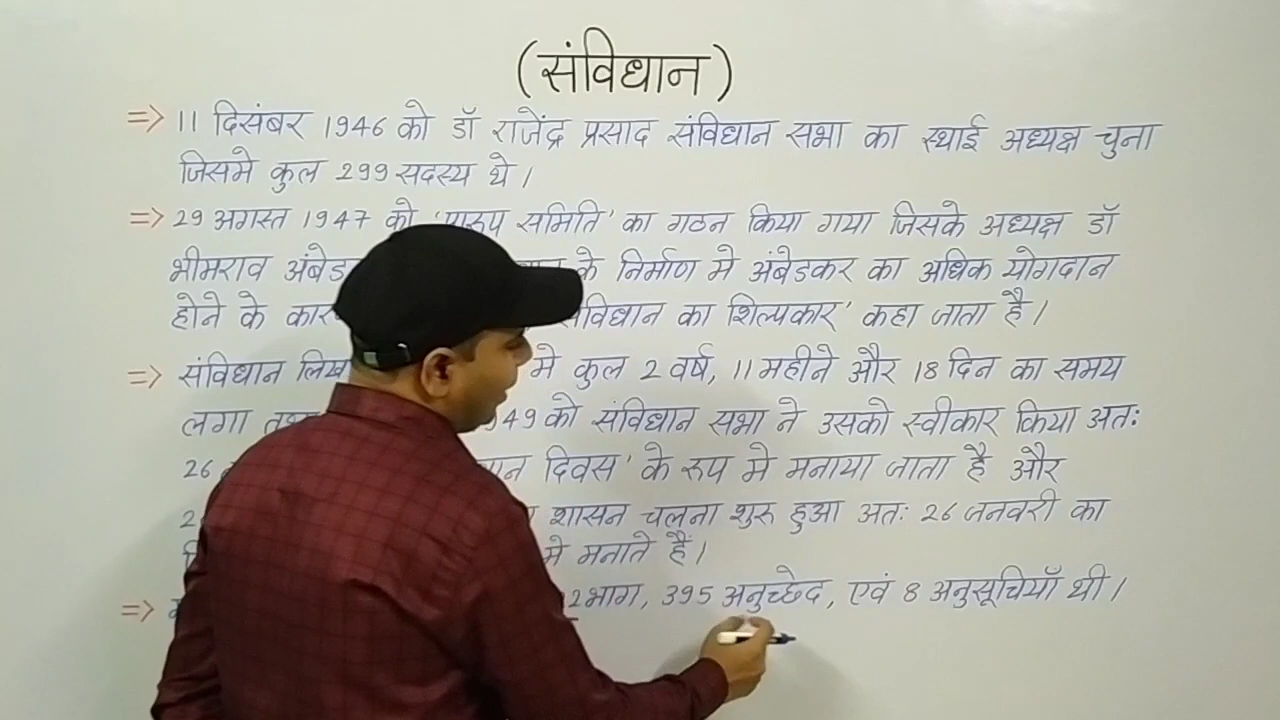 (संविधान)
=> 11 दिसंबर 1946 को डॉ राजेंद्र प्रसाद संविधान सभा का स्थाई अध्यक्ष चुना
जिसमे कुल 299 सदस्य थे।
=> 29 अगस्त 1947 को 'प्रारूप समिति' का गठन किया गया जिसके अध्यक्ष डॉ
भीमराव के निर्माण मे अंबेडकर का अधिक योगदान
होने के संविधान का शिल्पकार' कहा जाता है।
=> संविधान मे कुल 2 वर्ष, 11 महीने और 18 दिन का समय
लगा को संविधान सभा ने उसको स्वीकार किया अतः
26 दिवस' के रूप मे मनाया जाता है और
शासन चलना शुरू हुआ अतः 26 जनवरी का
मे मनाते हैं।
=> भाग, 395 अनुच्छेद, एवं 8 अनुसूचियाँ थी।